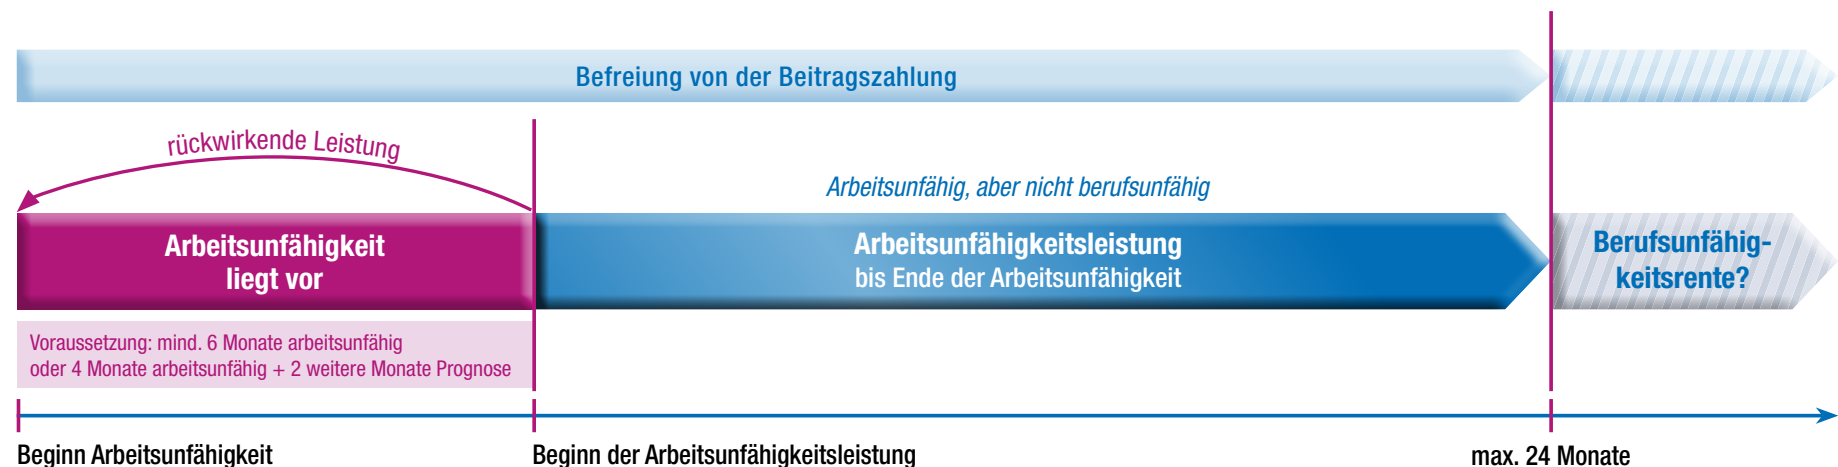 Befreiung von der Beitragszahlung
rückwirkende Leistung
Arbeitsunfähig, aber nicht berufsunfähig
Arbeitsunfähigkeit
liegt vor
Arbeitsunfähigkeitsleistung
bis Ende der Arbeitsunfähigkeit
Berufsunfähig-
keitsrente?
Voraussetzung: mind. 6 Monate arbeitsunfähig
oder 4 Monate arbeitsunfähig + 2 weitere Monate Prognose
Beginn Arbeitsunfähigkeit
Beginn der Arbeitsunfähigkeitsleistung
max. 24 Monate